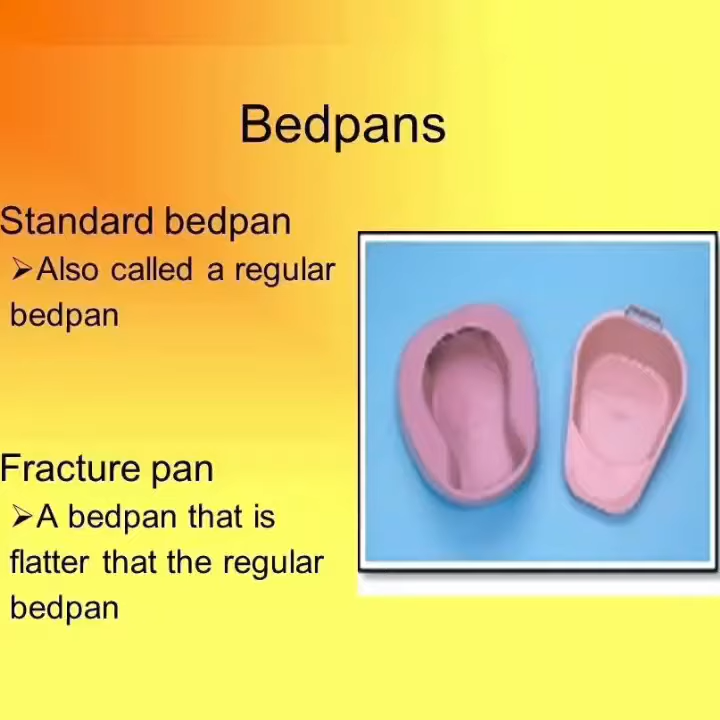 Bedpans
Standard bedpan
➢Also called a regular
bedpan
Fracture pan
➢A bedpan that is
flatter that the regular
bedpan